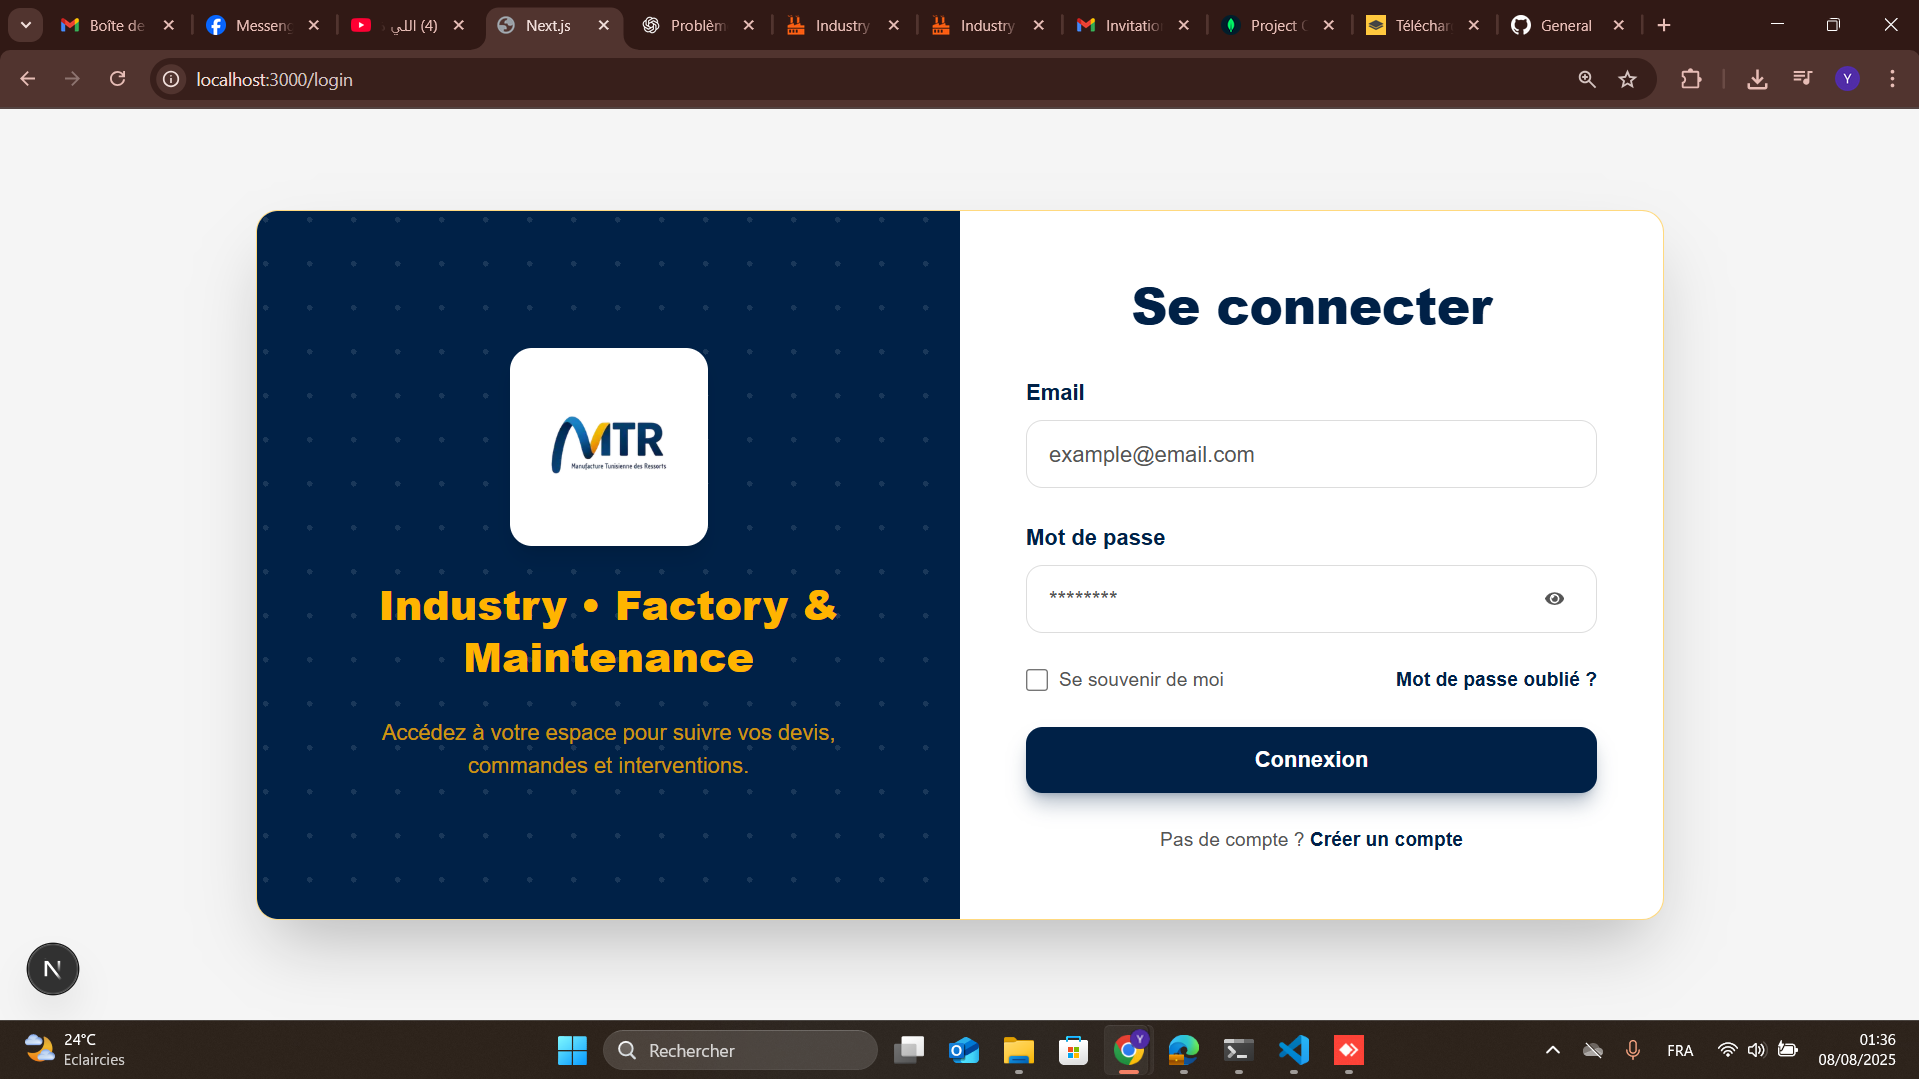 Boîte de
Messeng
(4) اللي
Next.js
Problèm
Industry
Industry
Invitatio
Project
Téléchar
General
localhost:3000/login
Y
MTR
Manufacture Tunisienne des Ressorts
Industry • Factory &
Maintenance
Accédez à votre espace pour suivre vos devis,
commandes et interventions.
Se connecter
Email
example@email.com
Mot de passe
********
Se souvenir de moi
Mot de passe oublié ?
Connexion
Pas de compte ? Créer un compte
N
24°C
Eclaircies
Rechercher
Y
FRA
01:36
08/08/2025